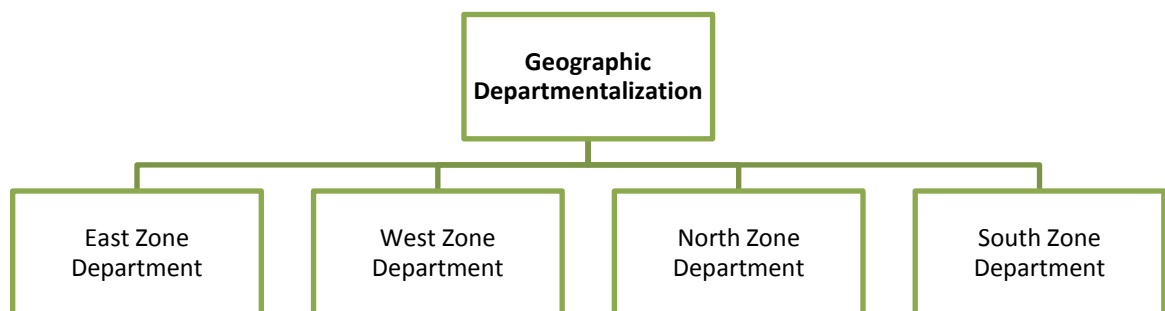 Geographic
Departmentalization
East Zone
Department
West Zone
Department
North Zone
Department
South Zone
Department